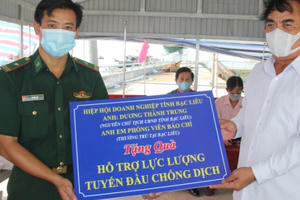 HIỆP HỘI DOANH NGHIỆP TỈNH BẠC LIÊU
ANH: DƯƠNG THÀNH TRUNG
(NGUYÊN CHỦ TỊCH UBND TỈNH BẠC LIÊU)
ANH EM PHÓNG VIÊN BÁO CHÍ
(THƯỜNG TRÚ TẠI BẠC LIÊU)
Tặng Quà
HỖ TRỢ LỰC LƯỢNG
TUYẾN ĐẦU CHỐNG DỊCH